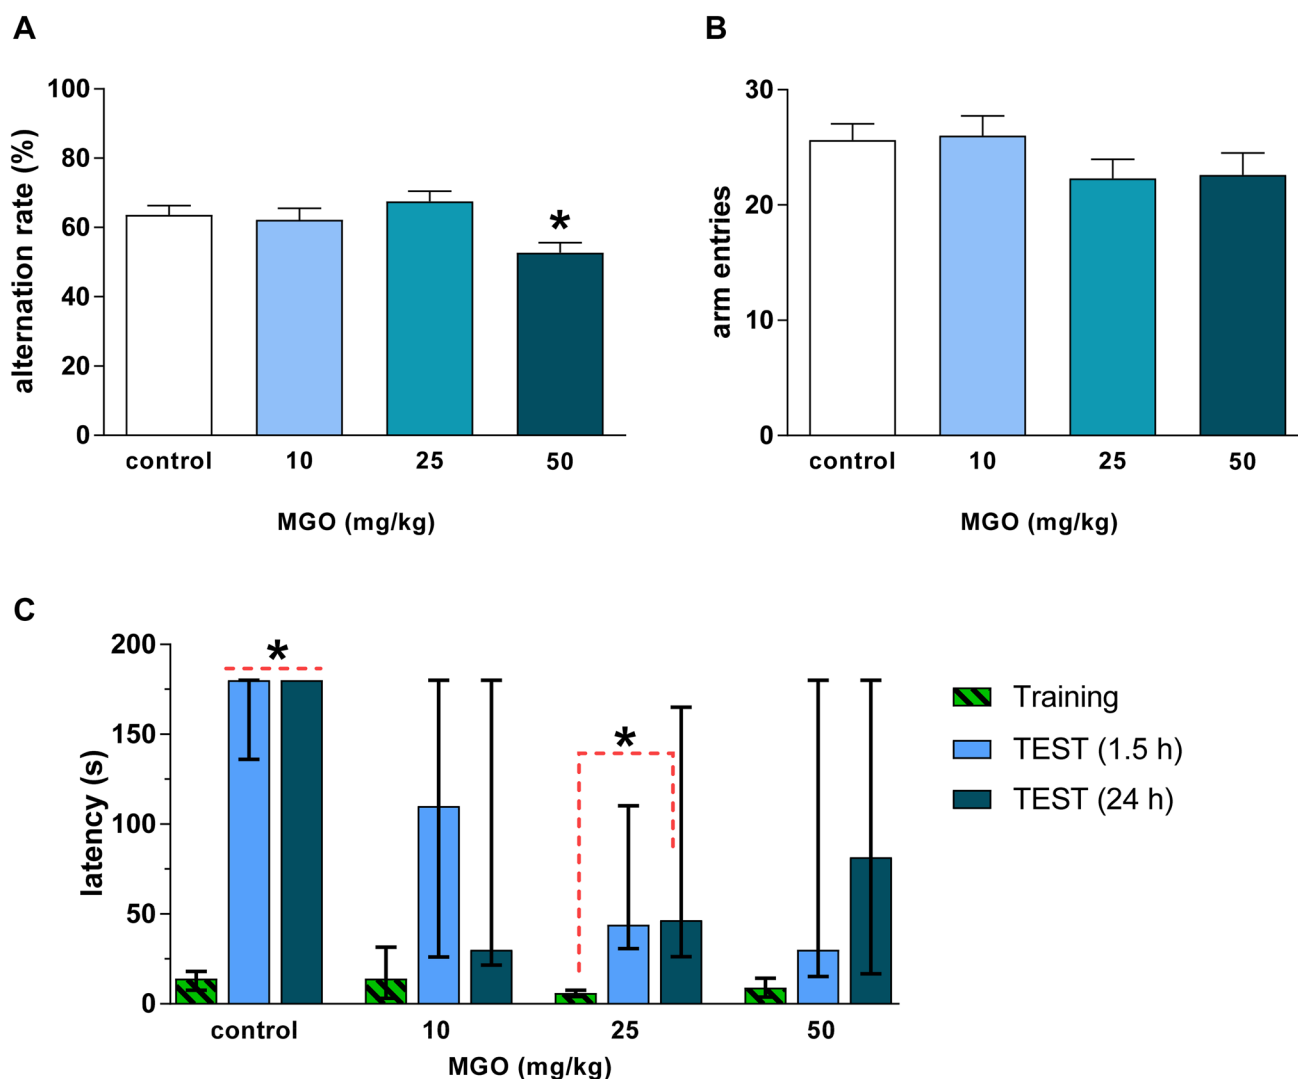 A
alternation rate (%)
100
80
60
40
20
0
*
control 10 25 50
MGO (mg/kg)
B
arm entries
30
20
10
0
control 10 25 50
MGO (mg/kg)
C
latency (s)
200
150
100
50
0
*
*
control 10 25 50
MGO (mg/kg)
Training
TEST (1.5 h)
TEST (24 h)